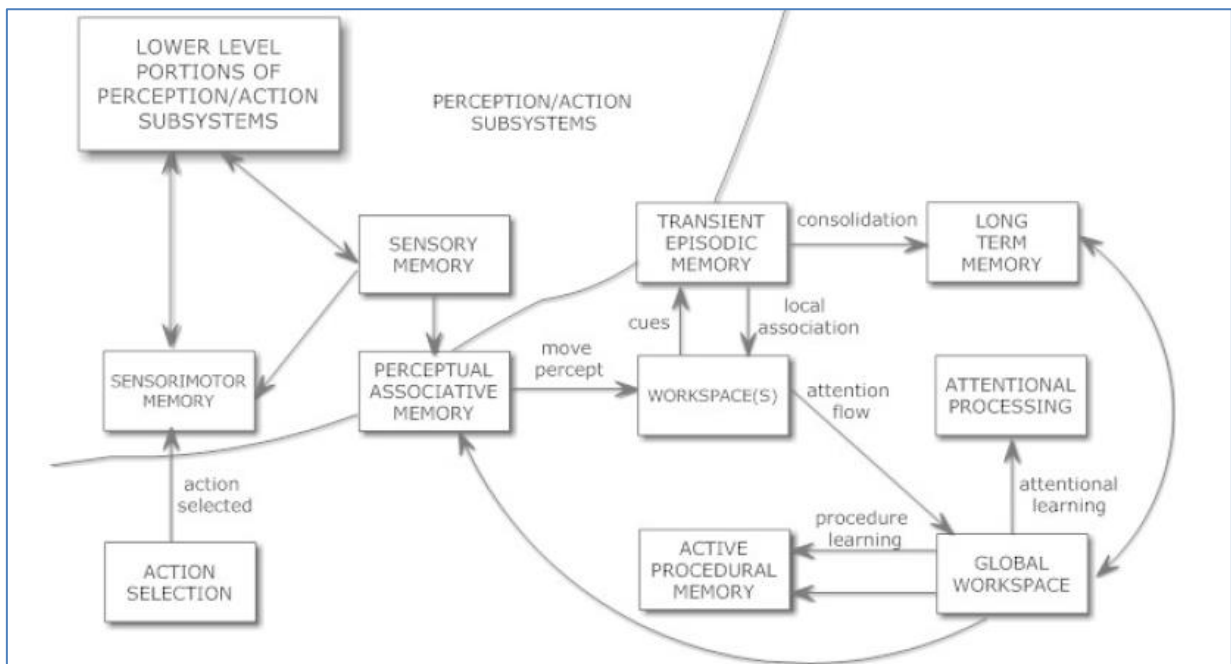 LOWER LEVEL
PORTIONS OF
PERCEPTION/ACTION
SUBSYSTEMS
PERCEPTION/ACTION
SUBSYSTEMS
SENSORY
MEMORY
TRANSIENT
EPISODIC
MEMORY
consolidation
LONG
TERM
MEMORY
cues
local
association
SENSORIMOTOR
MEMORY
PERCEPTUAL
ASSOCIATIVE
MEMORY
move
percept
WORKSPACE(S)
attention
flow
ATTENTIONAL
PROCESSING
action
selected
attentional
learning
procedure
learning
ACTION
SELECTION
ACTIVE
PROCEDURAL
MEMORY
GLOBAL
WORKSPACE